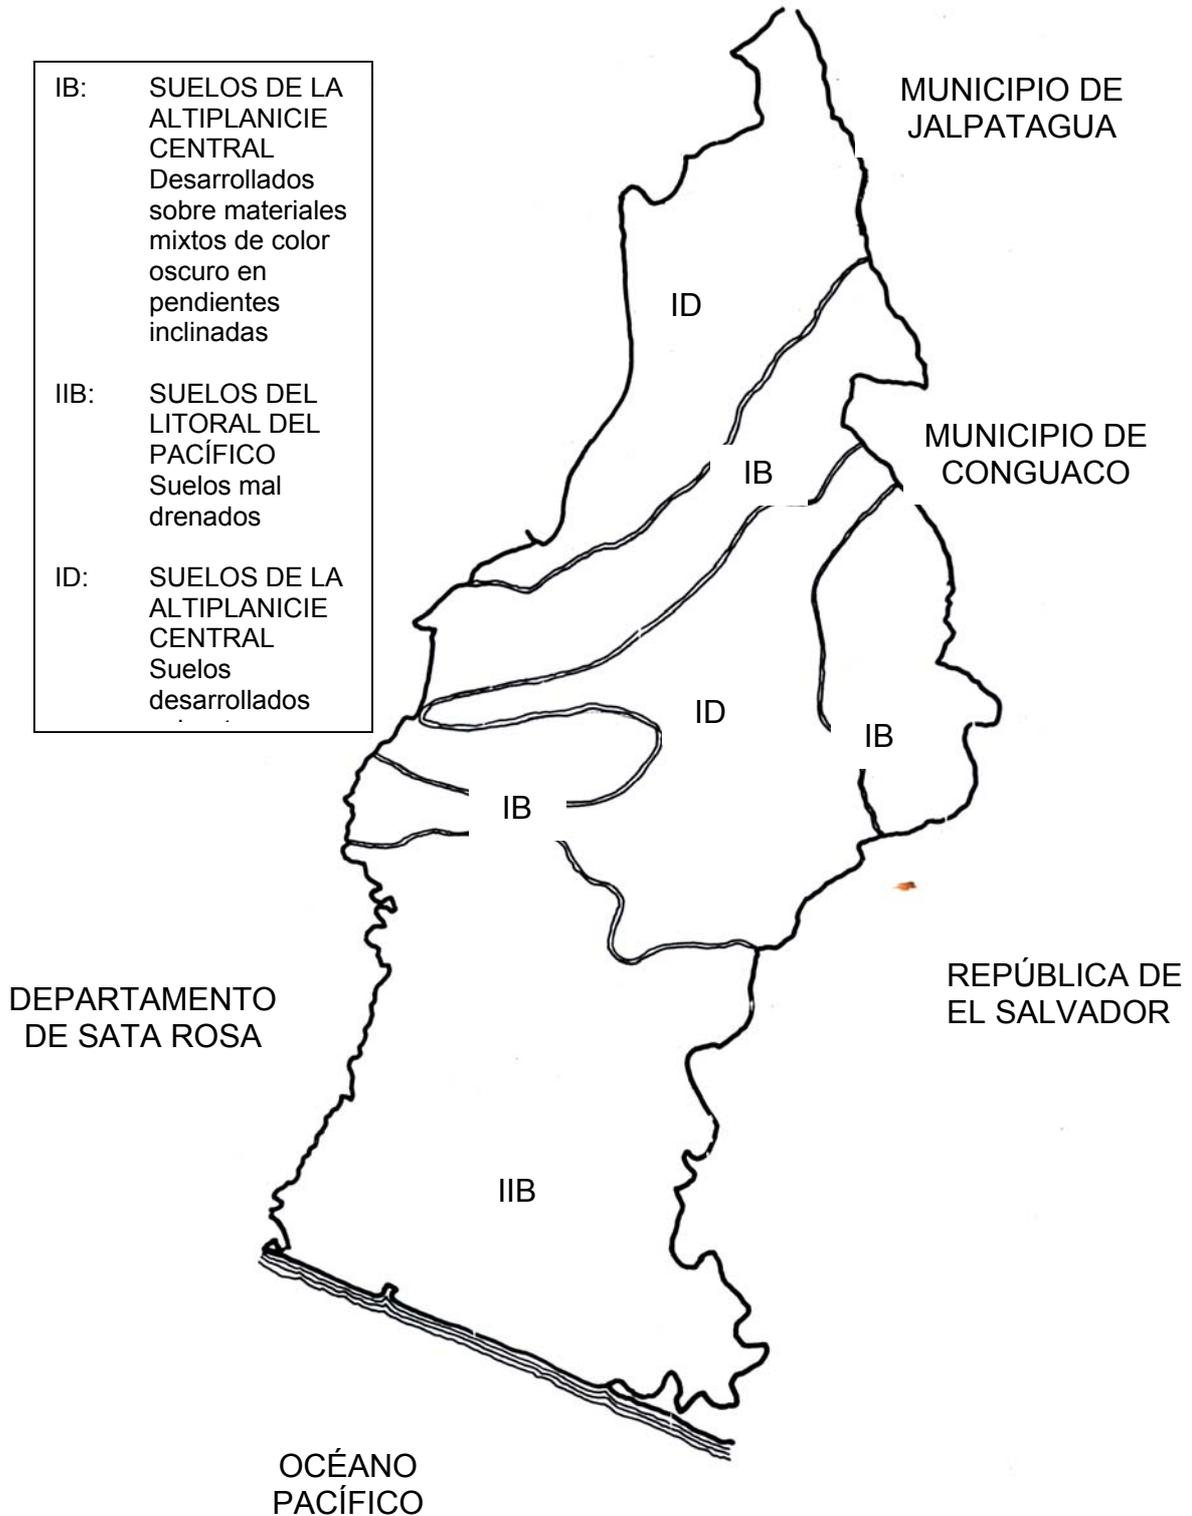 IB: SUELOS DE LA
ALTIPLANICIE
CENTRAL
Desarrollados
sobre materiales
mixtos de color
oscuro en
pendientes
inclinadas
IIB: SUELOS DEL
LITORAL DEL
PACÍFICO
Suelos mal
drenados
ID: SUELOS DE LA
ALTIPLANICIE
CENTRAL
Suelos
desarrollados
MUNICIPIO DE
JALPATAGUA
ID
MUNICIPIO DE
CONGUACO
IB
ID
IB
IB
DEPARTAMENTO
DE SATA ROSA
REPÚBLICA DE
EL SALVADOR
IIB
OCÉANO
PACÍFICO